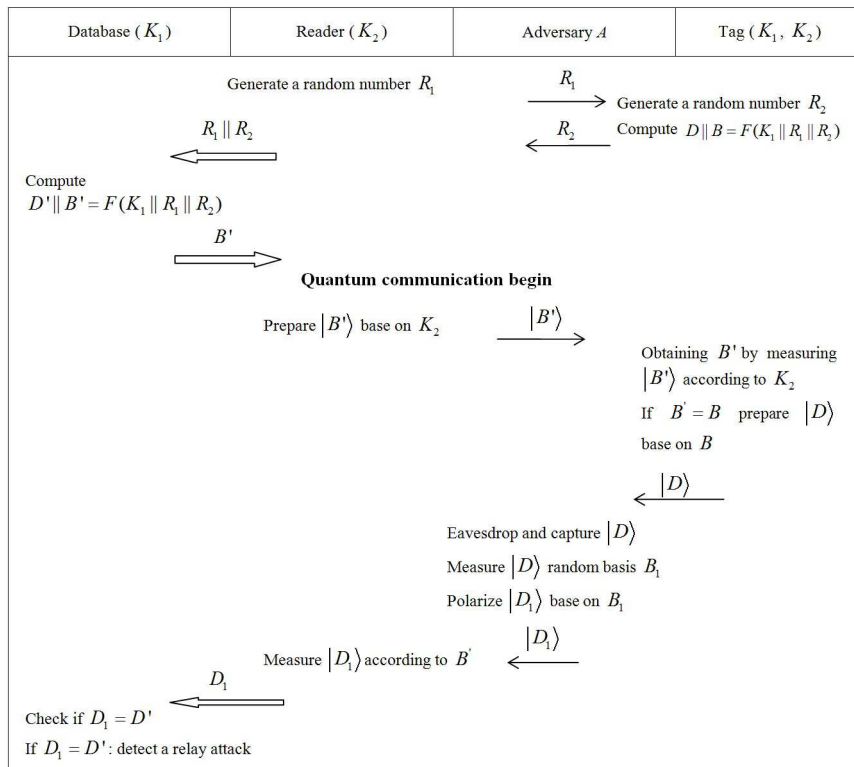 Database (K₁) Reader (K₂) Adversary A Tag (K₁, K₂)
Generate a random number R₁
R₁
Generate a random number R₂
R₁ || R₂
R₂
Compute D || B = F(K₁ || R₁ || R₂)
Compute
D' || B' = F(K₁ || R₁ || R₂)
B'
Quantum communication begin
Prepare |B'⟩ base on K₂
|B'⟩
Obtaining B' by measuring
|B'⟩ according to K₂
If B' = B prepare |D⟩
base on B
|D⟩
Eavesdrop and capture |D⟩
Measure |D⟩ random basis B₁
Polarize |D₁⟩ base on B₁
Measure |D₁⟩ according to B'
|D₁⟩
D₁
Check if D₁ = D'
If D₁ = D' : detect a relay attack